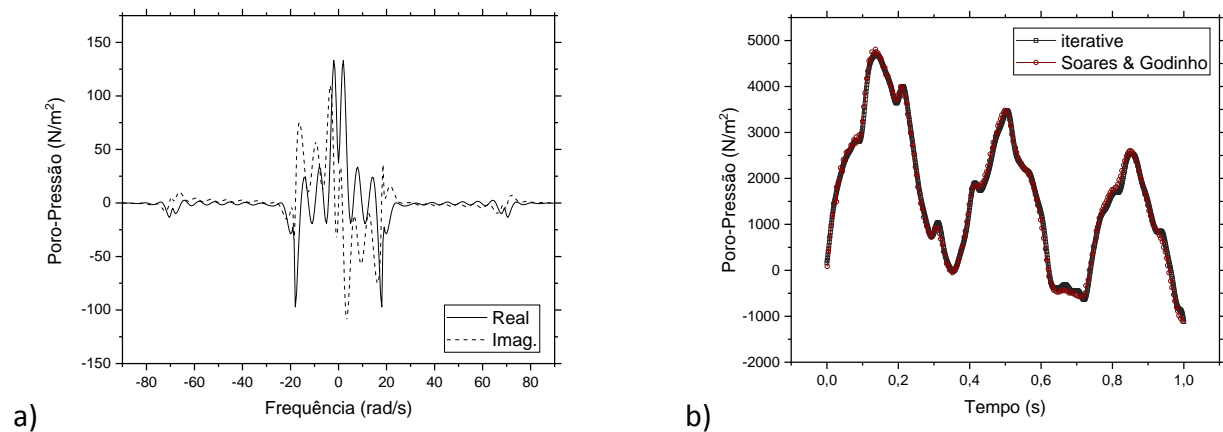 150
100
50
0
-50
-100
-150
Poro-Pressão (N/m²)
-80 -60 -40 -20 0 20 40 60 80
Frequência (rad/s)
Real
Imag.
a)
5000
4000
3000
2000
1000
0
-1000
-2000
Poro-Pressão (N/m²)
0,0 0,2 0,4 0,6 0,8 1,0
Tempo (s)
iterative
Soares & Godinho
b)